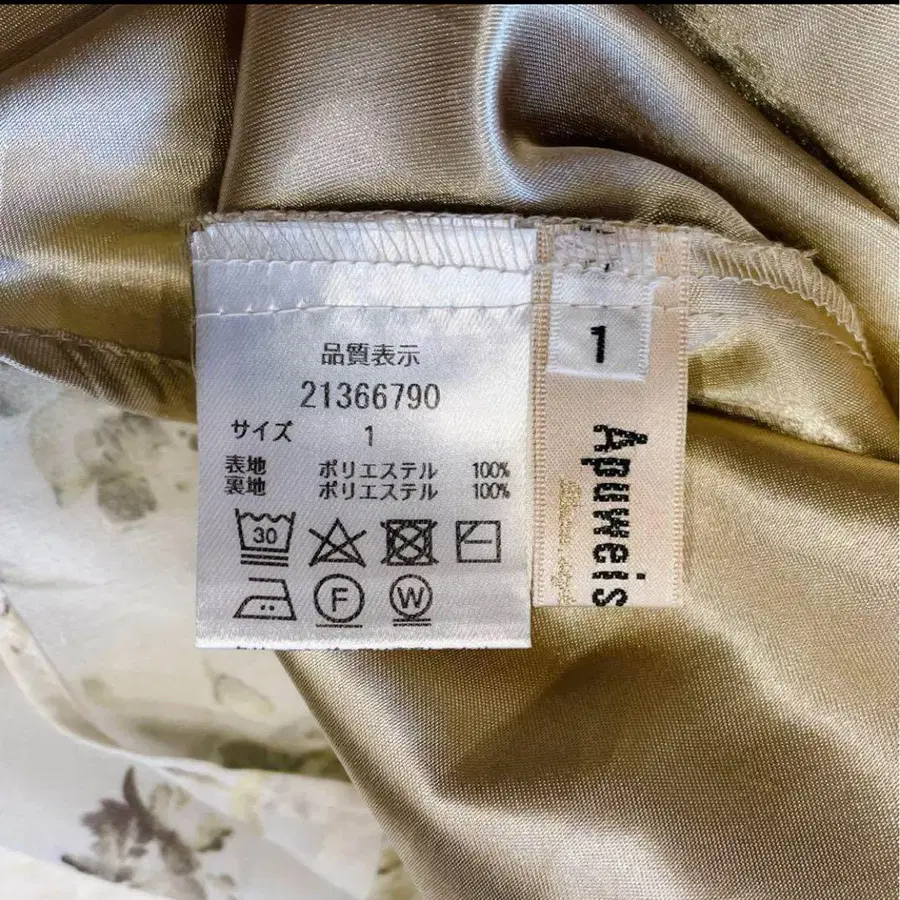 品質表示
21366790
サイズ 1
表地 ポリエステル 100%
裏地 ポリエステル 100%
30
F
W
1
Apuweis